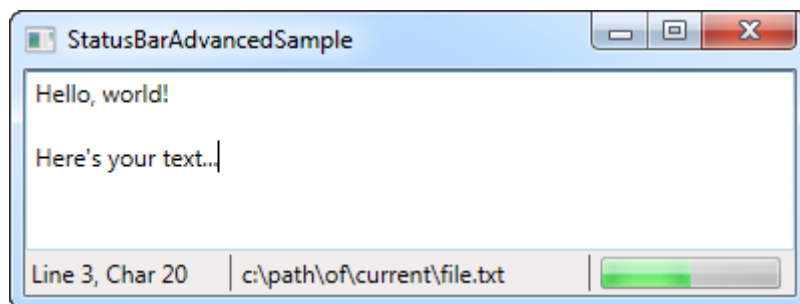 StatusBarAdvancedSample
Hello, world!
Here's your text...
Line 3, Char 20
c:\path\of\current\file.txt